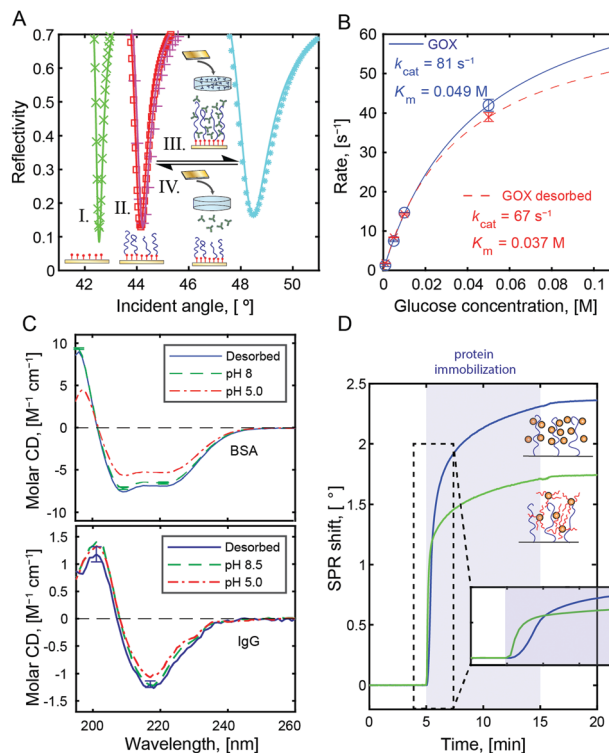 A
0.7
0.6
0.5
0.4
0.3
0.2
0.1
Reflectivity
I.
II.
III.
IV.
42 44 46 48 50
Incident angle, [ º]
B
60
50
40
30
20
10
0
Rate, [s⁻¹]
GOX
kcat = 81 s⁻¹
Km = 0.049 M
GOX desorbed
kcat = 67 s⁻¹
Km = 0.037 M
0 0.02 0.04 0.06 0.08 0.1
Glucose concentration, [M]
C
10
5
0
-5
-10
Molar CD, [M⁻¹ cm⁻¹]
Desorbed
pH 8
pH 5.0
BSA
1.5
1
0.5
0
-0.5
-1
-1.5
Molar CD, [M⁻¹ cm⁻¹]
Desorbed
pH 8.5
pH 5.0
IgG
200 220 240 260
Wavelength, [nm]
D
protein
immobilization
2.5
2
1.5
1
0.5
0
SPR shift, [ °]
0 5 10 15 20
Time, [min]